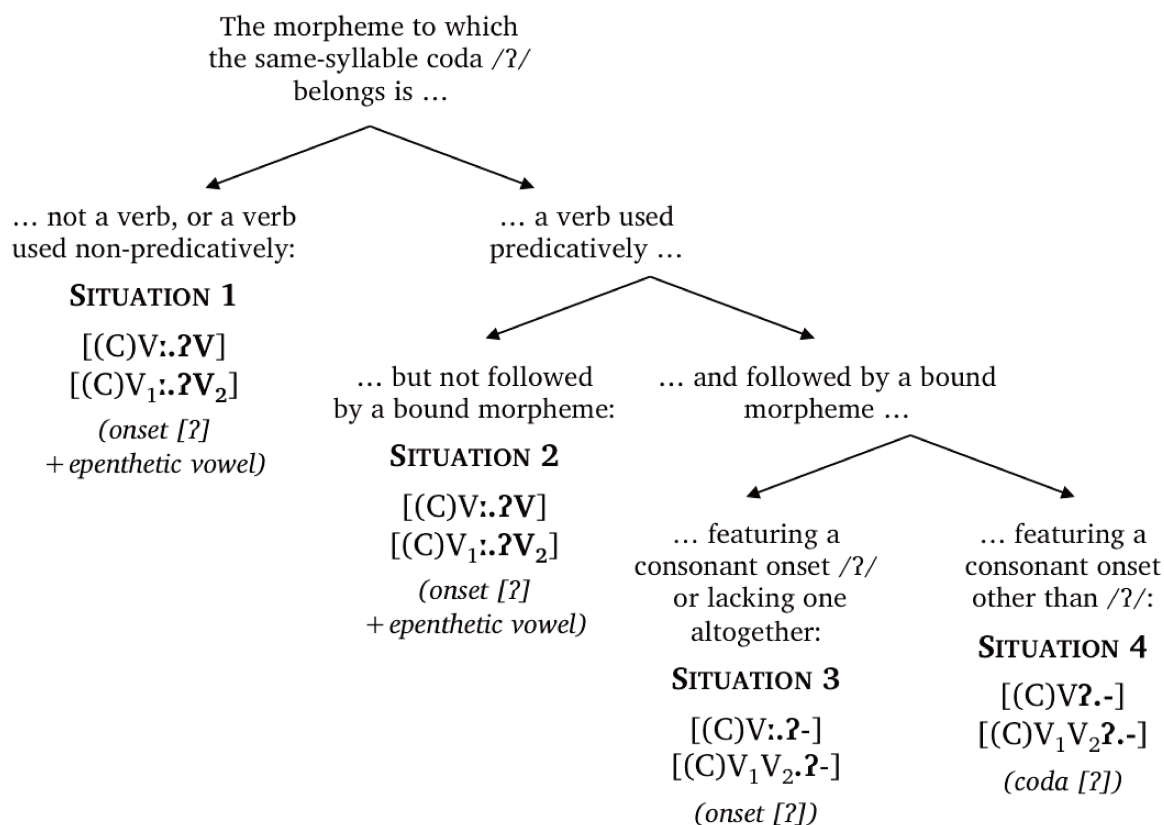 The morpheme to which
the same-syllable coda /ʔ/
belongs is …
… not a verb, or a verb
used non-predicatively:
SITUATION 1
[(C)Vː.ʔV]
[(C)V₁ː.ʔV₂]
(onset [ʔ]
+ epenthetic vowel)
… a verb used
predicatively …
… but not followed
by a bound morpheme:
SITUATION 2
[(C)Vː.ʔV]
[(C)V₁ː.ʔV₂]
(onset [ʔ]
+ epenthetic vowel)
… and followed by a bound
morpheme …
… featuring a
consonant onset /ʔ/
or lacking one
altogether:
SITUATION 3
[(C)Vː.ʔ-]
[(C)V₁V₂.ʔ-]
(onset [ʔ])
… featuring a
consonant onset
other than /ʔ/:
SITUATION 4
[(C)Vʔ.-]
[(C)V₁V₂ʔ.-]
(coda [ʔ])